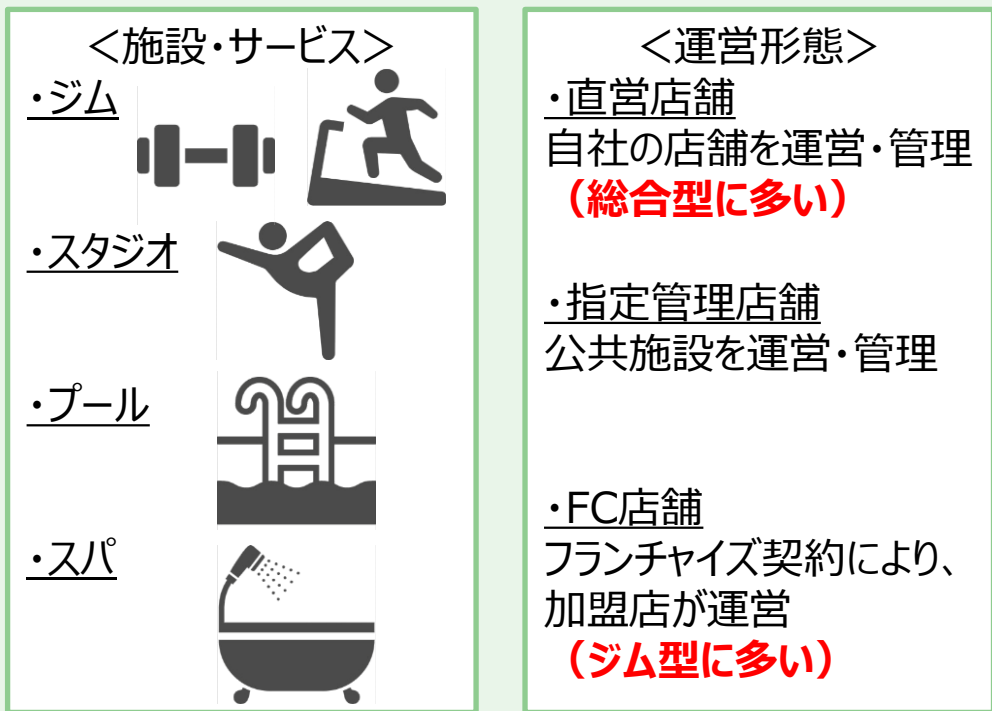 ＜施設・サービス＞
・ジム
・スタジオ
・プール
・スパ
＜運営形態＞
・直営店舗
自社の店舗を運営・管理
（総合型に多い）
・指定管理店舗
公共施設を運営・管理
・FC店舗
フランチャイズ契約により、
加盟店が運営
（ジム型に多い）